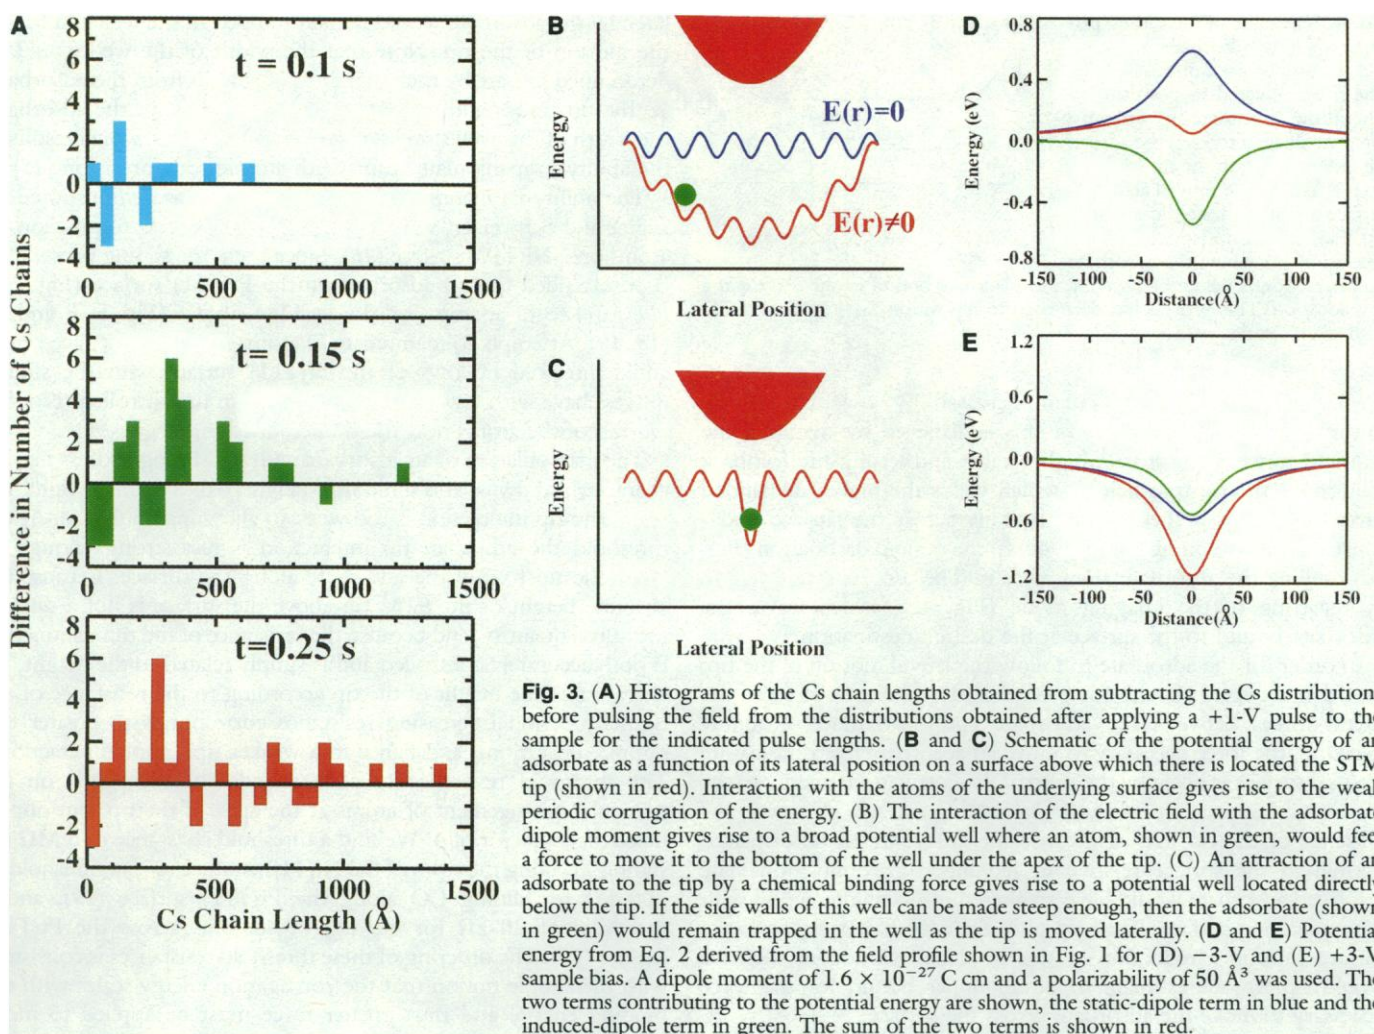 A
8
6
4
2
0
-2
-4
t = 0.1 s
0
500
1000
1500
8
6
4
2
0
-2
-4
t= 0.15 s
0
500
1000
1500
8
6
4
2
0
-2
-4
t=0.25 s
0
500
1000
1500
Difference in Number of Cs Chains
Cs Chain Length (Å)
B
Energy
E(r)=0
E(r)≠0
Lateral Position
C
Energy
Lateral Position
D
Energy (eV)
0.8
0.4
0.0
-0.4
-0.8
-150
-100
-50
0
50
100
150
Distance(Å)
E
Energy (eV)
1.2
0.6
0.0
-0.6
-1.2
-150
-100
-50
0
50
100
150
Distance(Å)
Fig. 3. (A) Histograms of the Cs chain lengths obtained from subtracting the Cs distribution
before pulsing the field from the distributions obtained after applying a +1-V pulse to the
sample for the indicated pulse lengths. (B and C) Schematic of the potential energy of an
adsorbate as a function of its lateral position on a surface above which there is located the STM
tip (shown in red). Interaction with the atoms of the underlying surface gives rise to the weak
periodic corrugation of the energy. (B) The interaction of the electric field with the adsorbate
dipole moment gives rise to a broad potential well where an atom, shown in green, would feel
a force to move it to the bottom of the well under the apex of the tip. (C) An attraction of an
adsorbate to the tip by a chemical binding force gives rise to a potential well located directly
below the tip. If the side walls of this well can be made steep enough, then the adsorbate (shown
in green) would remain trapped in the well as the tip is moved laterally. (D and E) Potential
energy from Eq. 2 derived from the field profile shown in Fig. 1 for (D) −3-V and (E) +3-V
sample bias. A dipole moment of 1.6 × 10⁻²⁷ C cm and a polarizability of 50 Å³ was used. The
two terms contributing to the potential energy are shown, the static-dipole term in blue and the
induced-dipole term in green. The sum of the two terms is shown in red.